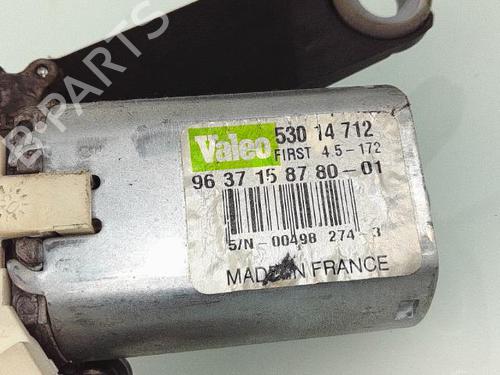 B-PARTS
Valeo
530 14 712
FIRST 4.5-172
96 37 15 87 80-01
S/N-00498 274-3
MADE IN FRANCE